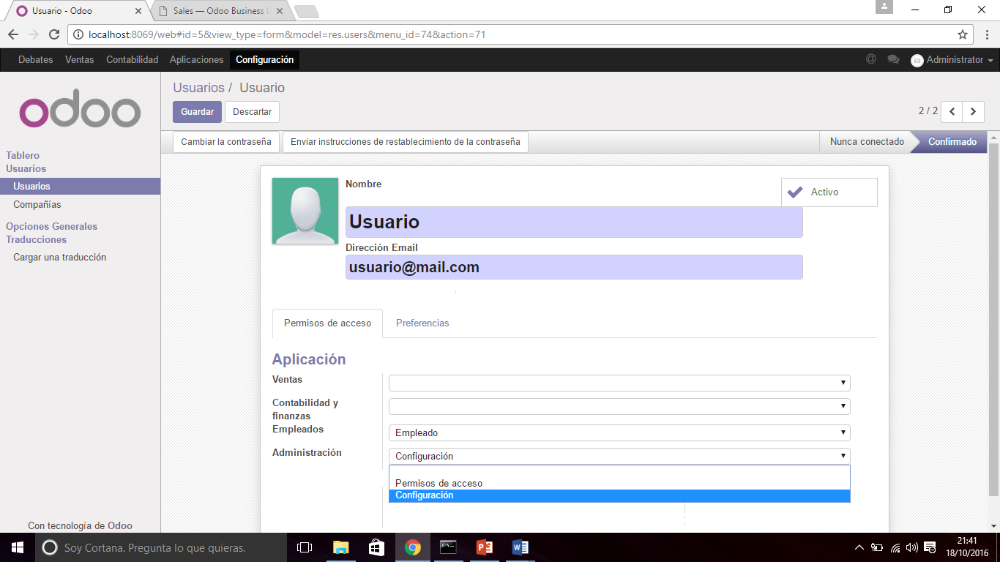 Usuario - Odoo
Sales — Odoo Business
localhost:8069/web#id=5&view_type=form&model=res.users&menu_id=74&action=71
Debates Ventas Contabilidad Aplicaciones Configuración @ Administrator
odoo
Usuarios / Usuario
Guardar Descartar
2 / 2
Cambiar la contraseña Enviar instrucciones de restablecimiento de la contraseña Nunca conectado Confirmado
Tablero
Usuarios
Usuarios
Compañías
Opciones Generales
Traducciones
Cargar una traducción
Con tecnología de Odoo
Nombre
Activo
Usuario
Dirección Email
usuario@mail.com
Permisos de acceso Preferencias
Aplicación
Ventas
Contabilidad y
finanzas
Empleados Empleado
Administración Configuración
Permisos de acceso
Configuración
Soy Cortana. Pregunta lo que quieras.
21:41
18/10/2016